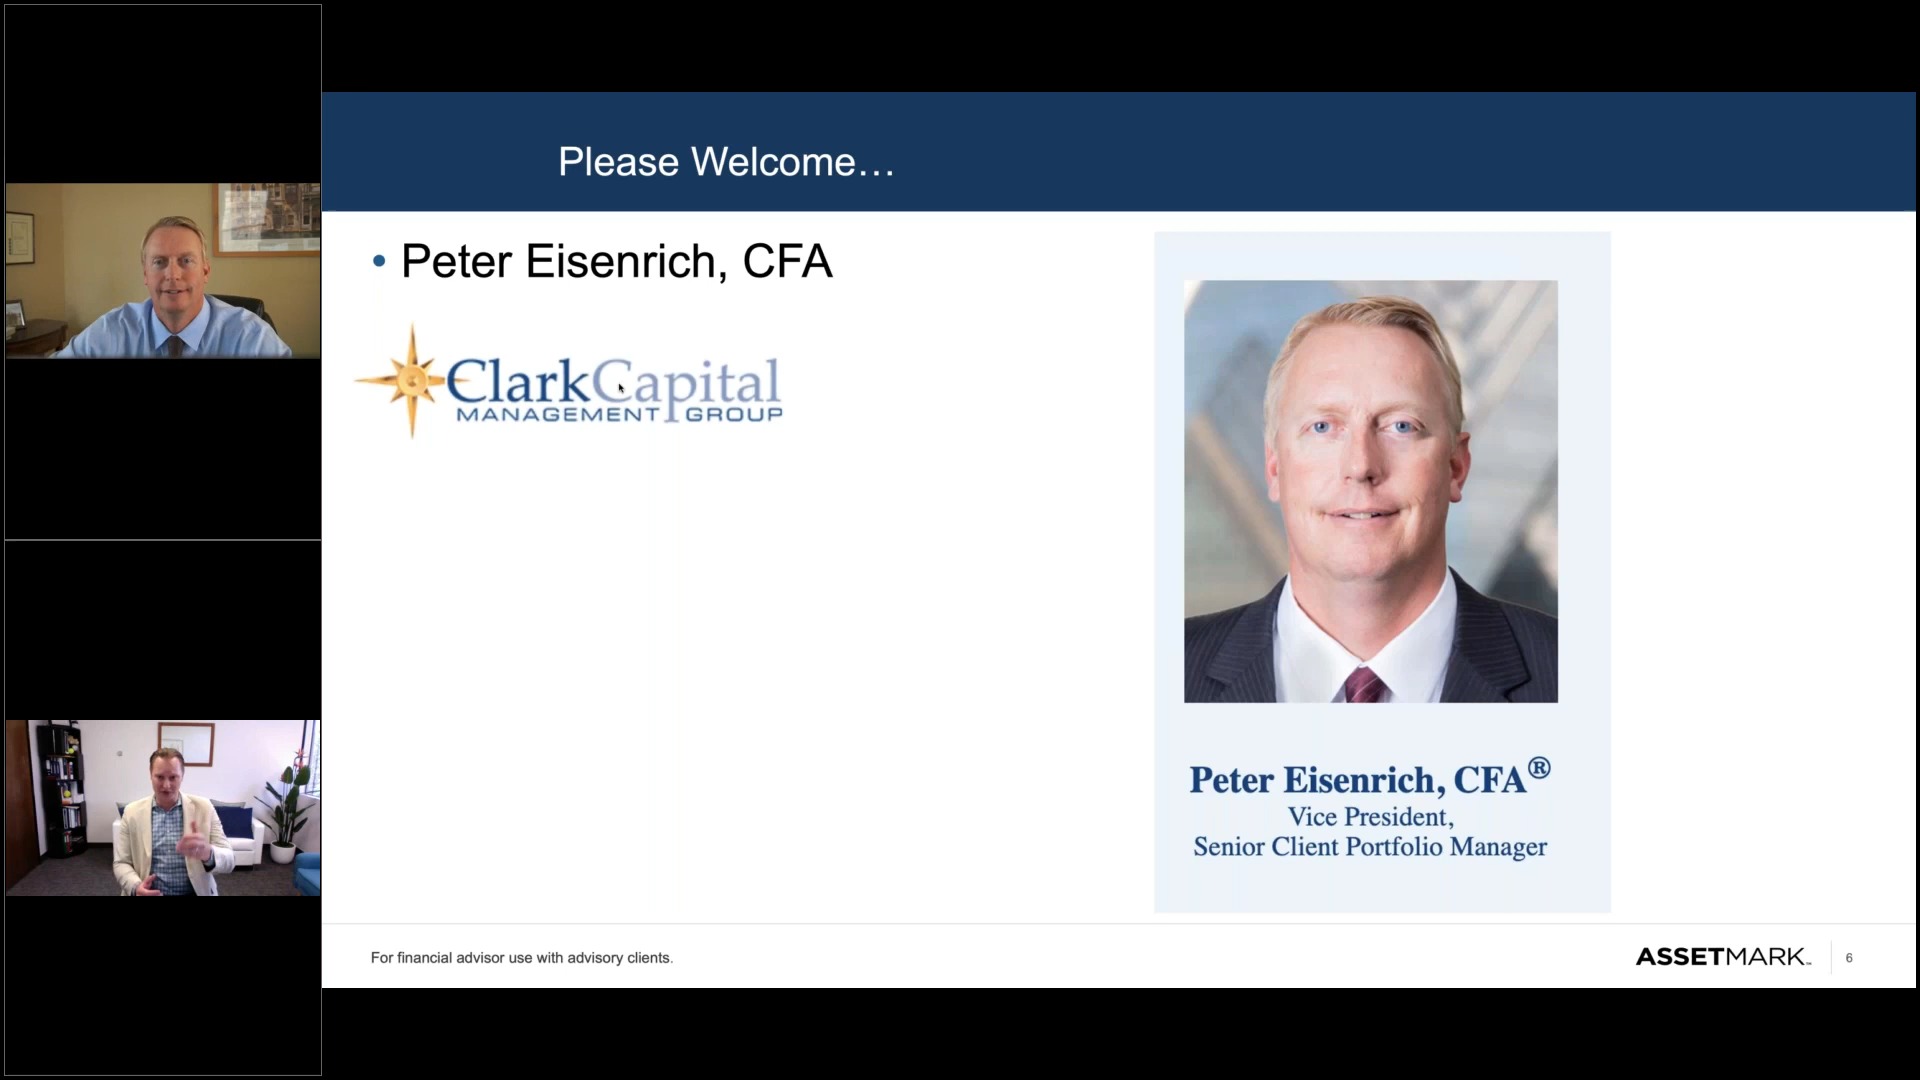 Please Welcome…
• Peter Eisenrich, CFA
ClarkCapital
MANAGEMENT GROUP
Peter Eisenrich, CFA®
Vice President,
Senior Client Portfolio Manager
For financial advisor use with advisory clients.
ASSETMARK™
6